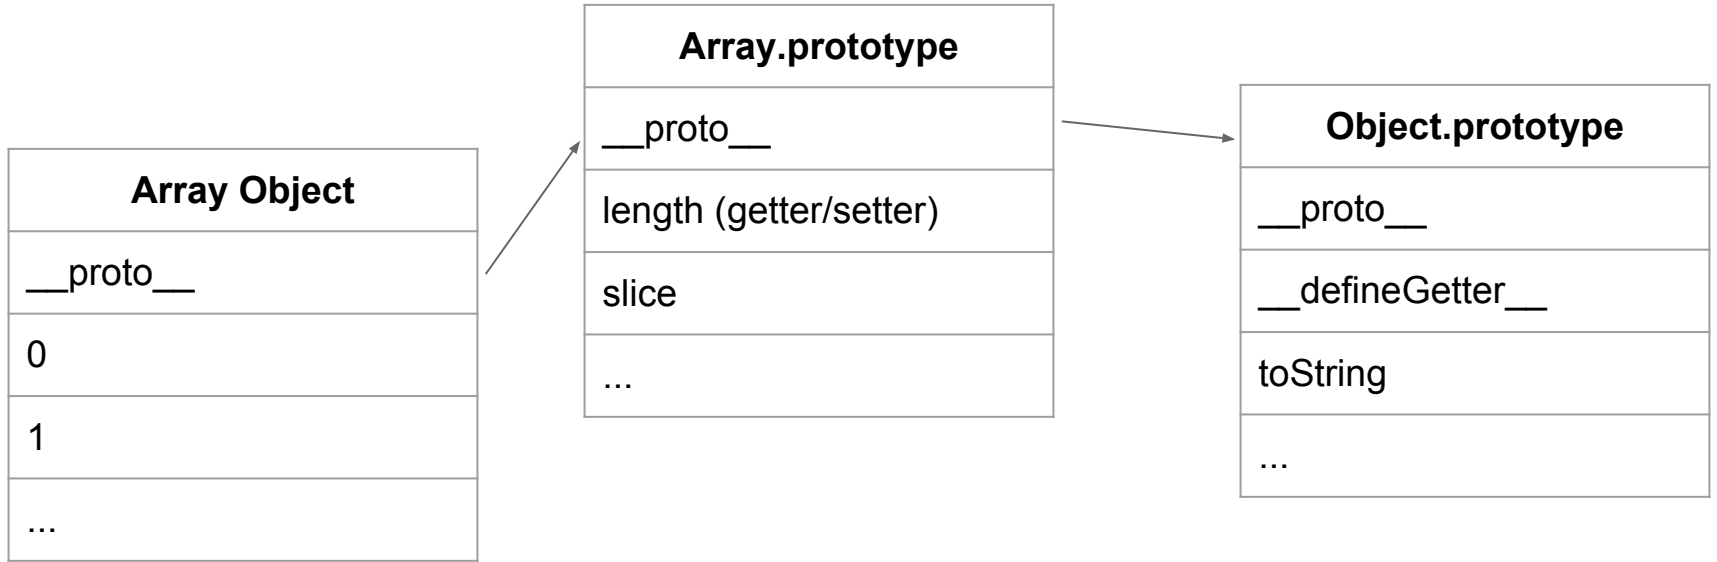 Array Object
__proto__
0
1
...
Array.prototype
__proto__
length (getter/setter)
slice
...
Object.prototype
__proto__
__defineGetter__
toString
...